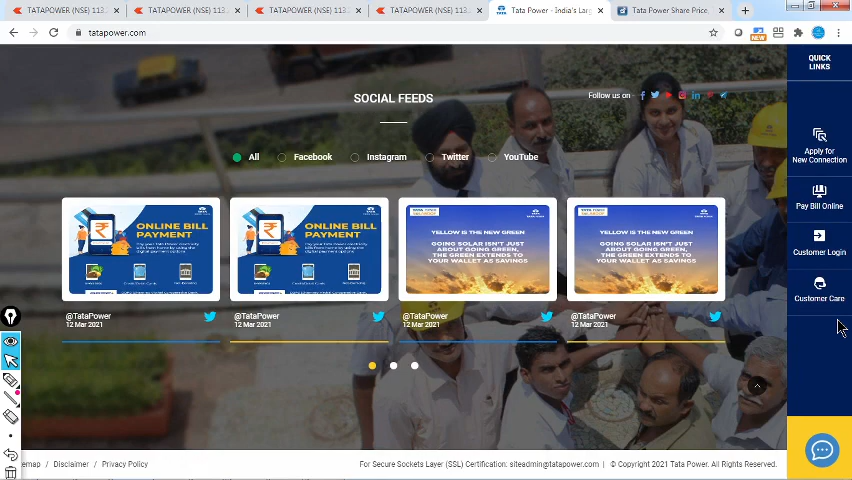 TATAPOWER (NSE) 113.
TATAPOWER (NSE) 113.
TATAPOWER (NSE) 113.
TATAPOWER (NSE) 113.
Tata Power - India's Larg
Tata Power Share Price,
tatapower.com
NEW
QUICK
LINKS
SOCIAL FEEDS
Follow us on -
All
Facebook
Instagram
Twitter
YouTube
Apply for
New Connection
Pay Bill Online
Customer Login
Customer Care
ONLINE BILL
PAYMENT
ONLINE BILL
PAYMENT
YELLOW IS THE NEW GREEN
GOING SOLAR ISN'T JUST
ABOUT GOING GREEN,
THE GREEN EXTENDS TO
YOUR WALLET AS SAVINGS
YELLOW IS THE NEW GREEN
GOING SOLAR ISN'T JUST
ABOUT GOING GREEN,
THE GREEN EXTENDS TO
YOUR WALLET AS SAVINGS
@TataPower
12 Mar 2021
@TataPower
12 Mar 2021
@TataPower
12 Mar 2021
@TataPower
12 Mar 2021
emap / Disclaimer / Privacy Policy
For Secure Sockets Layer (SSL) Certification: siteadmin@tatapower.com | © Copyright 2021 Tata Power. All Rights Reserved.